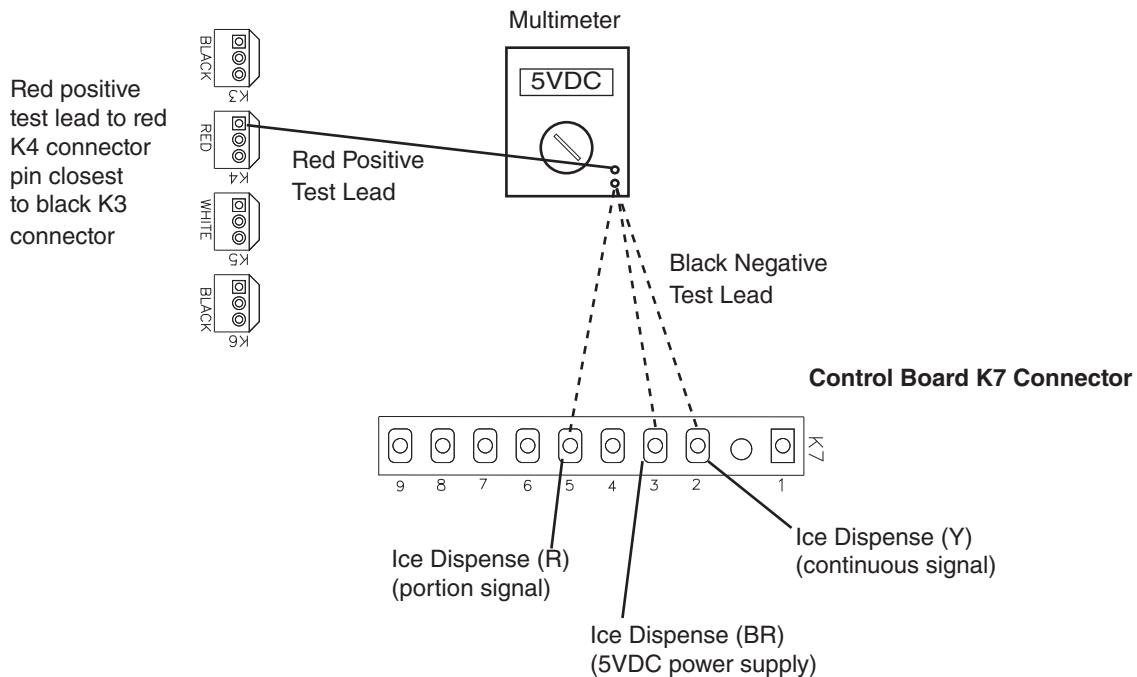 Multimeter
5VDC
BLACK
K3
RED
K4
WHITE
K5
BLACK
K6
Red positive
test lead to red
K4 connector
pin closest
to black K3
connector
Red Positive
Test Lead
Black Negative
Test Lead
Control Board K7 Connector
K7
9 8 7 6 5 4 3 2 1
Ice Dispense (R)
(portion signal)
Ice Dispense (Y)
(continuous signal)
Ice Dispense (BR)
(5VDC power supply)